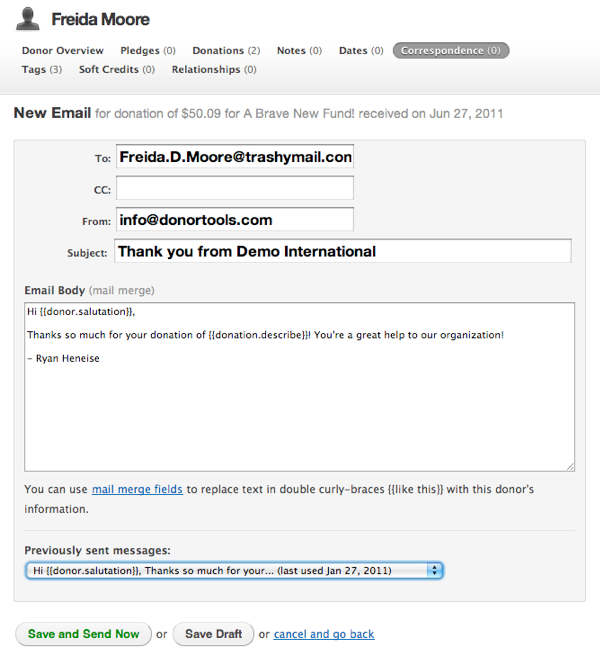 Freida Moore
Donor Overview Pledges (0) Donations (2) Notes (0) Dates (0) Correspondence (0)
Tags (3) Soft Credits (0) Relationships (0)
New Email for donation of $50.09 for A Brave New Fund! received on Jun 27, 2011
To: Freida.D.Moore@trashymail.con
CC:
From: info@donortools.com
Subject: Thank you from Demo International
Email Body (mail merge)
Hi {{donor.salutation}},
Thanks so much for your donation of {{donation.describe}}! You're a great help to our organization!
– Ryan Heneise
You can use mail merge fields to replace text in double curly-braces {{like this}} with this donor's
information.
Previously sent messages:
Hi {{donor.salutation}}, Thanks so much for your... (last used Jan 27, 2011)
Save and Send Now or Save Draft or cancel and go back